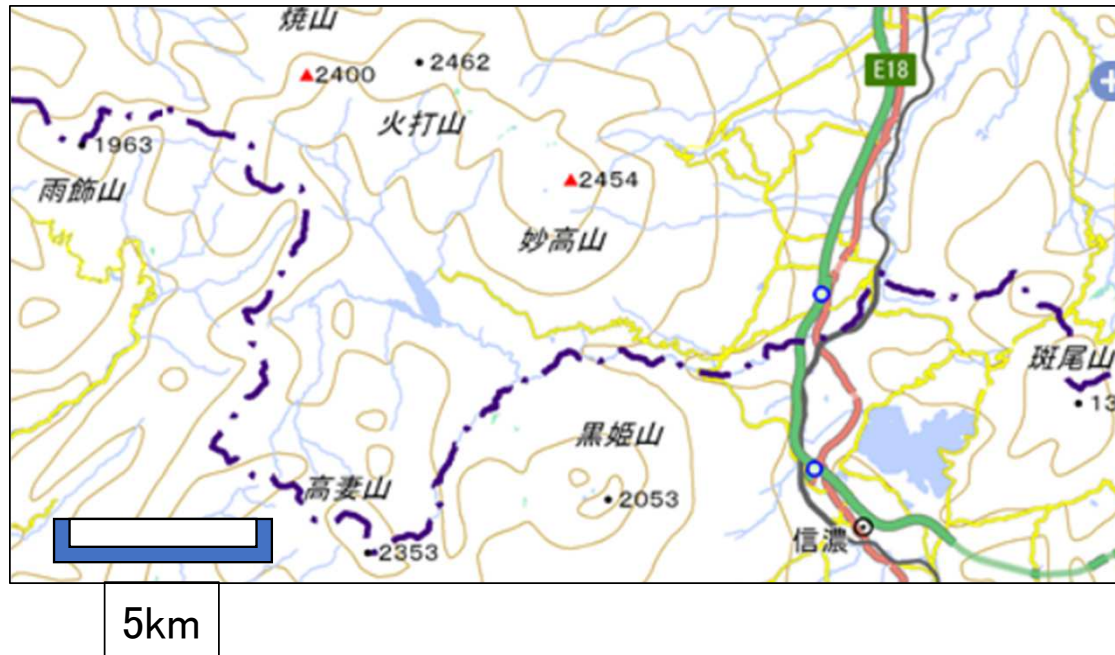 焼山
2400
2462
E18
火打山
1963
雨飾山
2454
妙高山
斑尾山
13
黒姫山
2053
高妻山
2353
信濃
5km